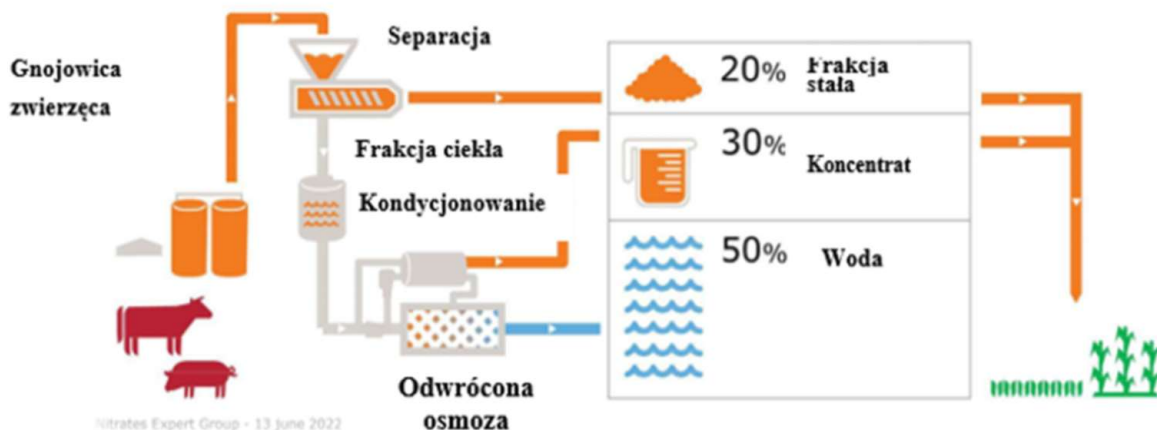 Gnojowica
zwierzęca
Separacja
Frakcja ciekła
Kondycjonowanie
Odwrócona
osmoza
20% Frakcja
stała
30% Koncentrat
50% Woda
Nitrates Expert Group - 13 June 2022